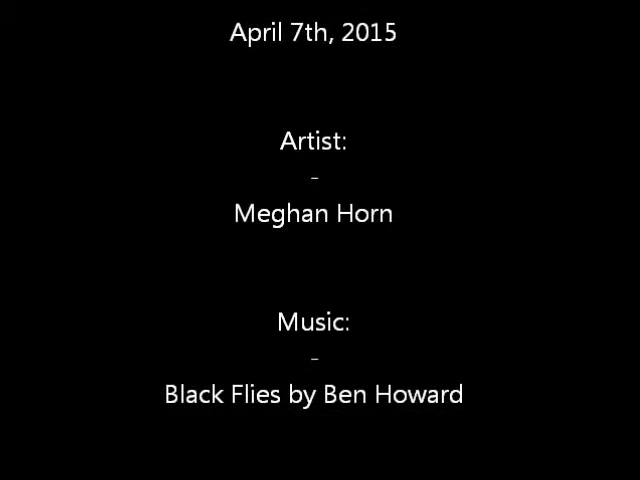 April 7th, 2015
Artist:
-
Meghan Horn
Music:
-
Black Flies by Ben Howard